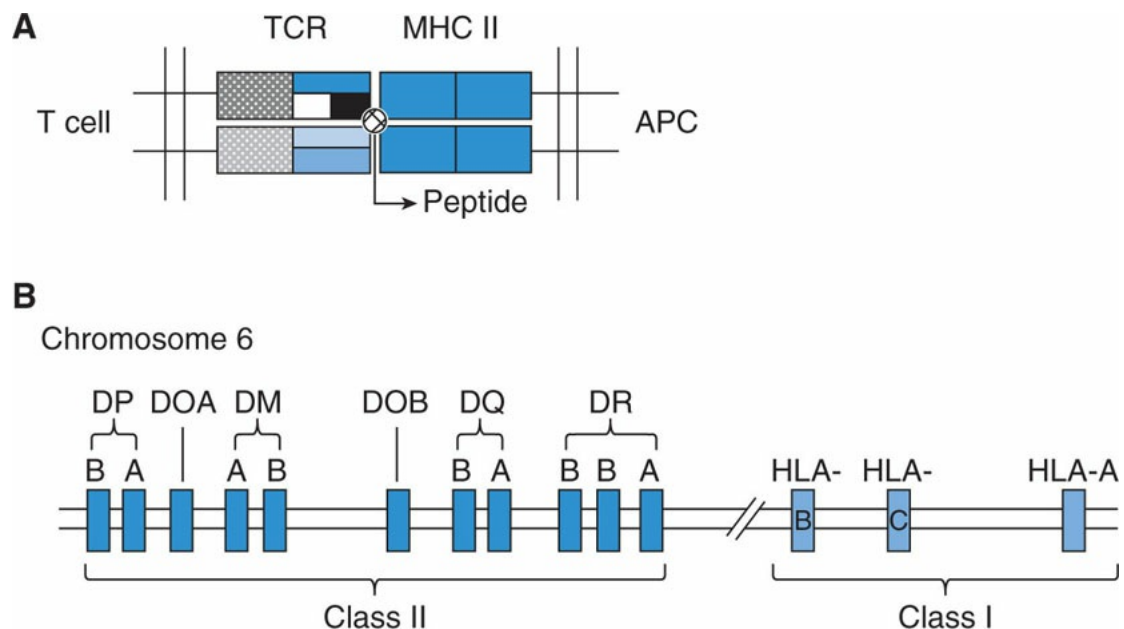 A
TCR MHC II
T cell APC
Peptide
B
Chromosome 6
DP DOA DM DOB DQ DR
B A A B B A B B A HLA- HLA- HLA-A
B C
Class II Class I